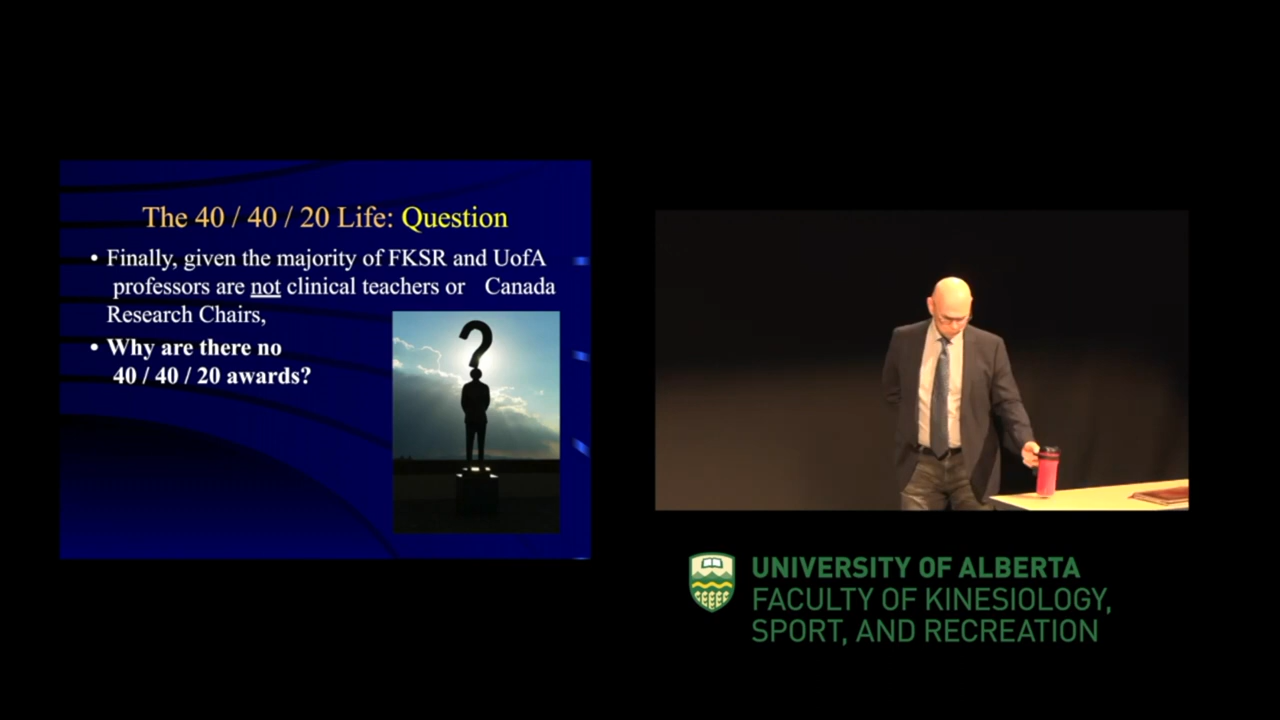 The 40 / 40 / 20 Life: Question
• Finally, given the majority of FKSR and UofA
professors are not clinical teachers or Canada
Research Chairs,
• Why are there no
40 / 40 / 20 awards?
UNIVERSITY OF ALBERTA
FACULTY OF KINESIOLOGY,
SPORT, AND RECREATION